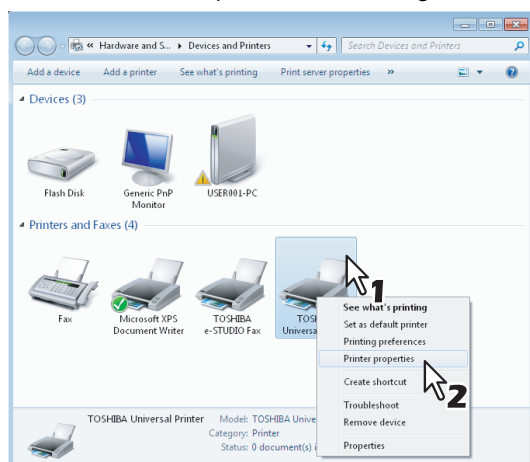 Hardware and S... Devices and Printers
Search Devices and Printers
Add a device Add a printer See what's printing Print server properties »
Devices (3)
Flash Disk
Generic PnP
Monitor
USER001-PC
Printers and Faxes (4)
Fax
Microsoft XPS
Document Writer
TOSHIBA
e-STUDIO Fax
TOSH
Universal
1
See what's printing
Set as default printer
Printing preferences
Printer properties
2
Create shortcut
Troubleshoot
Remove device
Properties
TOSHIBA Universal Printer
Model: TOSHIBA Unive
Category: Printer
Status: 0 document(s) i